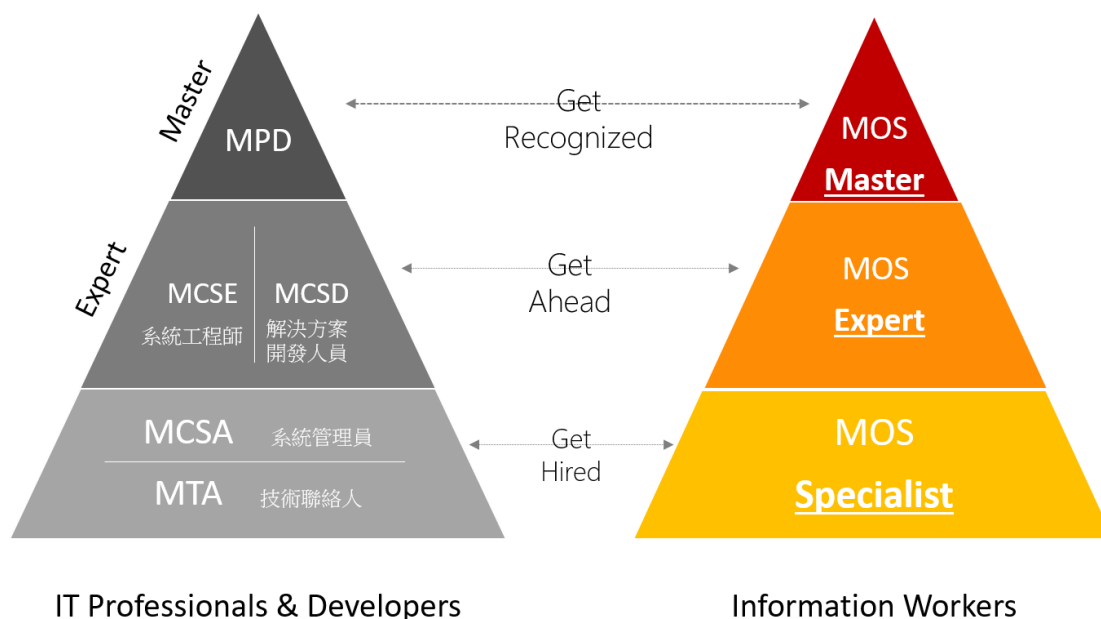 Master
MPD
Get
Recognized
MOS
Master
Expert
MCSE
系統工程師
MCSD
解決方案
開發人員
Get
Ahead
MOS
Expert
MCSA 系統管理員
MTA 技術聯絡人
Get
Hired
MOS
Specialist
IT Professionals & Developers
Information Workers